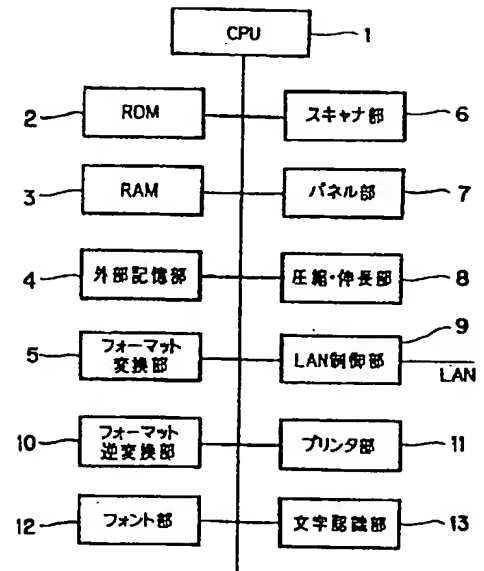 CPU 1
2 ROM スキャナ部 6
3 RAM パネル部 7
4 外部記憶部 圧縮・伸長部 8
5 フォーマット
変換部 LAN制御部 9
LAN
10 フォーマット
逆変換部 プリンタ部 11
12 フォント部 文字認識部 13